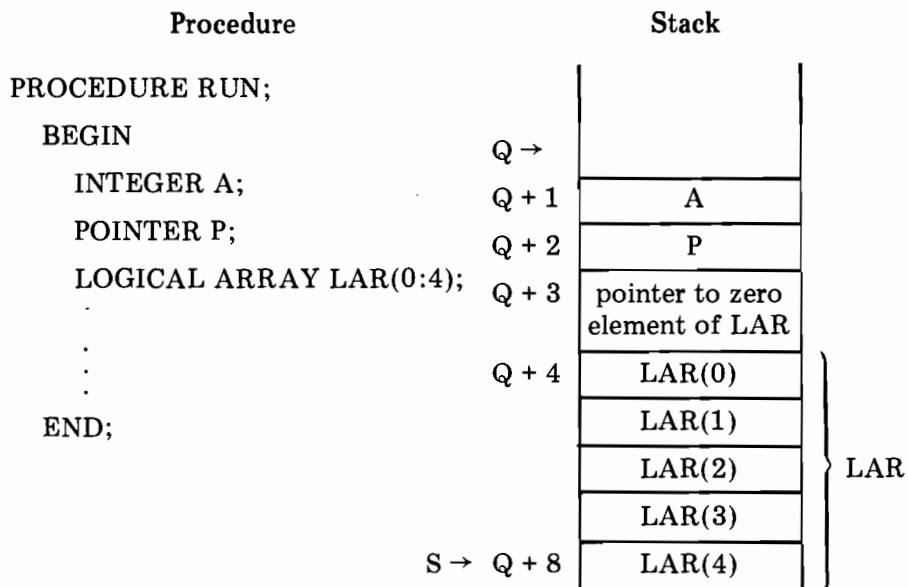 Procedure
PROCEDURE RUN;
BEGIN
INTEGER A;
POINTER P;
LOGICAL ARRAY LAR(0:4);
.
.
.
END;
Stack
Q →
Q + 1 A
Q + 2 P
Q + 3 pointer to zero
element of LAR
Q + 4 LAR(0)
LAR(1)
LAR(2)
LAR(3)
S → Q + 8 LAR(4)
LAR